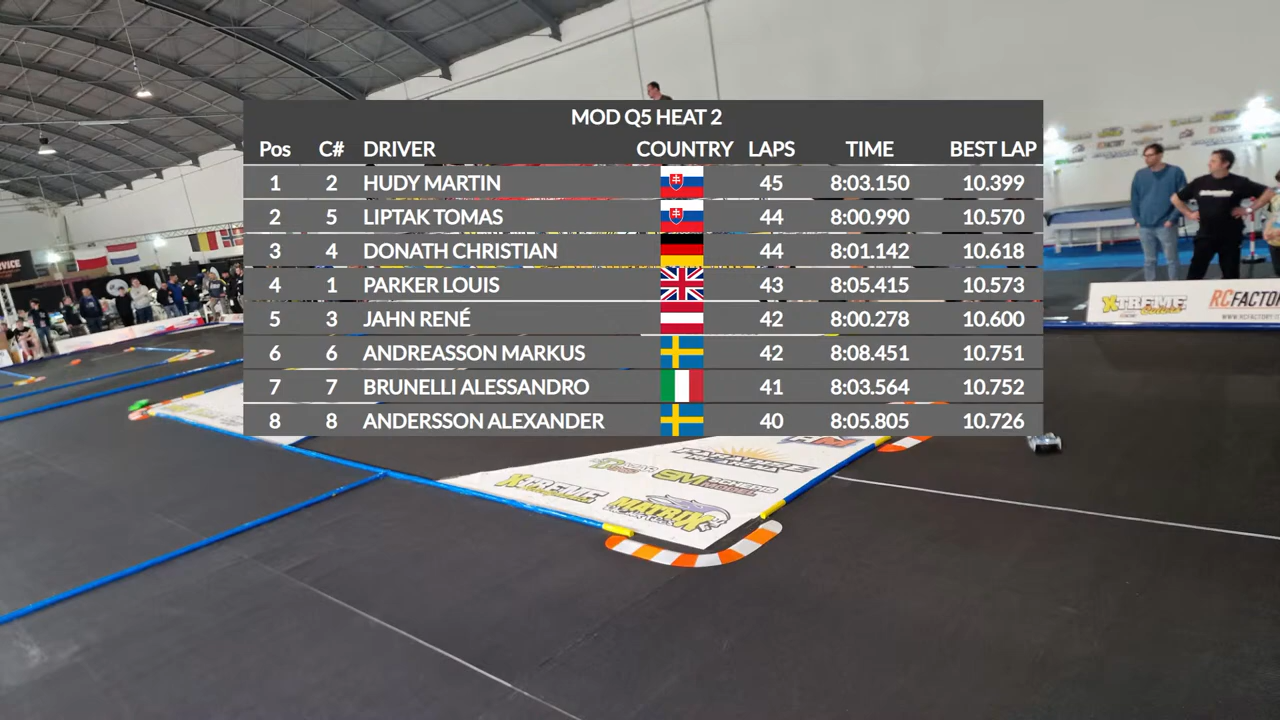 MOD Q5 HEAT 2
Pos C# DRIVER COUNTRY LAPS TIME BEST LAP
1 2 HUDY MARTIN 45 8:03.150 10.399
2 5 LIPTAK TOMAS 44 8:00.990 10.570
3 4 DONATH CHRISTIAN 44 8:01.142 10.618
4 1 PARKER LOUIS 43 8:05.415 10.573
5 3 JAHN RENÉ 42 8:00.278 10.600
6 6 ANDREASSON MARKUS 42 8:08.451 10.751
7 7 BRUNELLI ALESSANDRO 41 8:03.564 10.752
8 8 ANDERSSON ALEXANDER 40 8:05.805 10.726
XTREME
RCFACTORY
XTREME
MATRIX